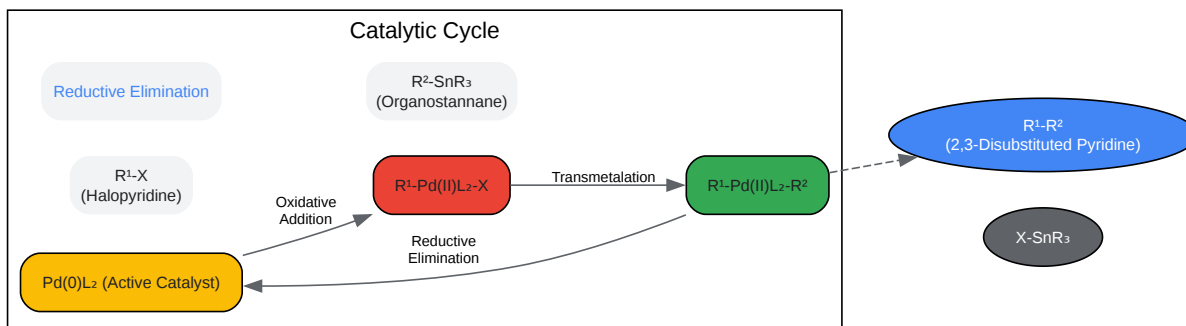 Catalytic Cycle
Reductive Elimination
R²-SnR₃
(Organostannane)
R¹-R²
(2,3-Disubstituted Pyridine)
R¹-X
(Halopyridine)
R¹-Pd(II)L₂-X
Transmetalation
R¹-Pd(II)L₂-R²
Oxidative
Addition
X-SnR₃
Reductive
Elimination
Pd(0)L₂ (Active Catalyst)